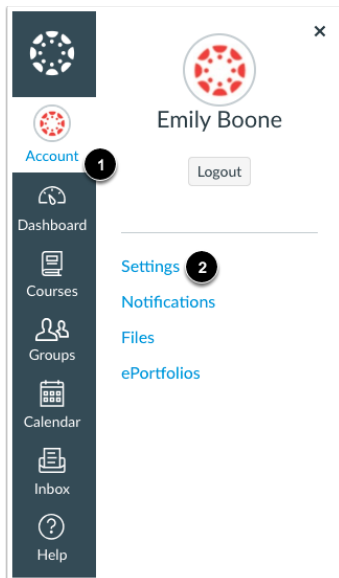 Account
1
Dashboard
Courses
Groups
Calendar
Inbox
Help
×
Emily Boone
Logout
Settings 2
Notifications
Files
ePortfolios